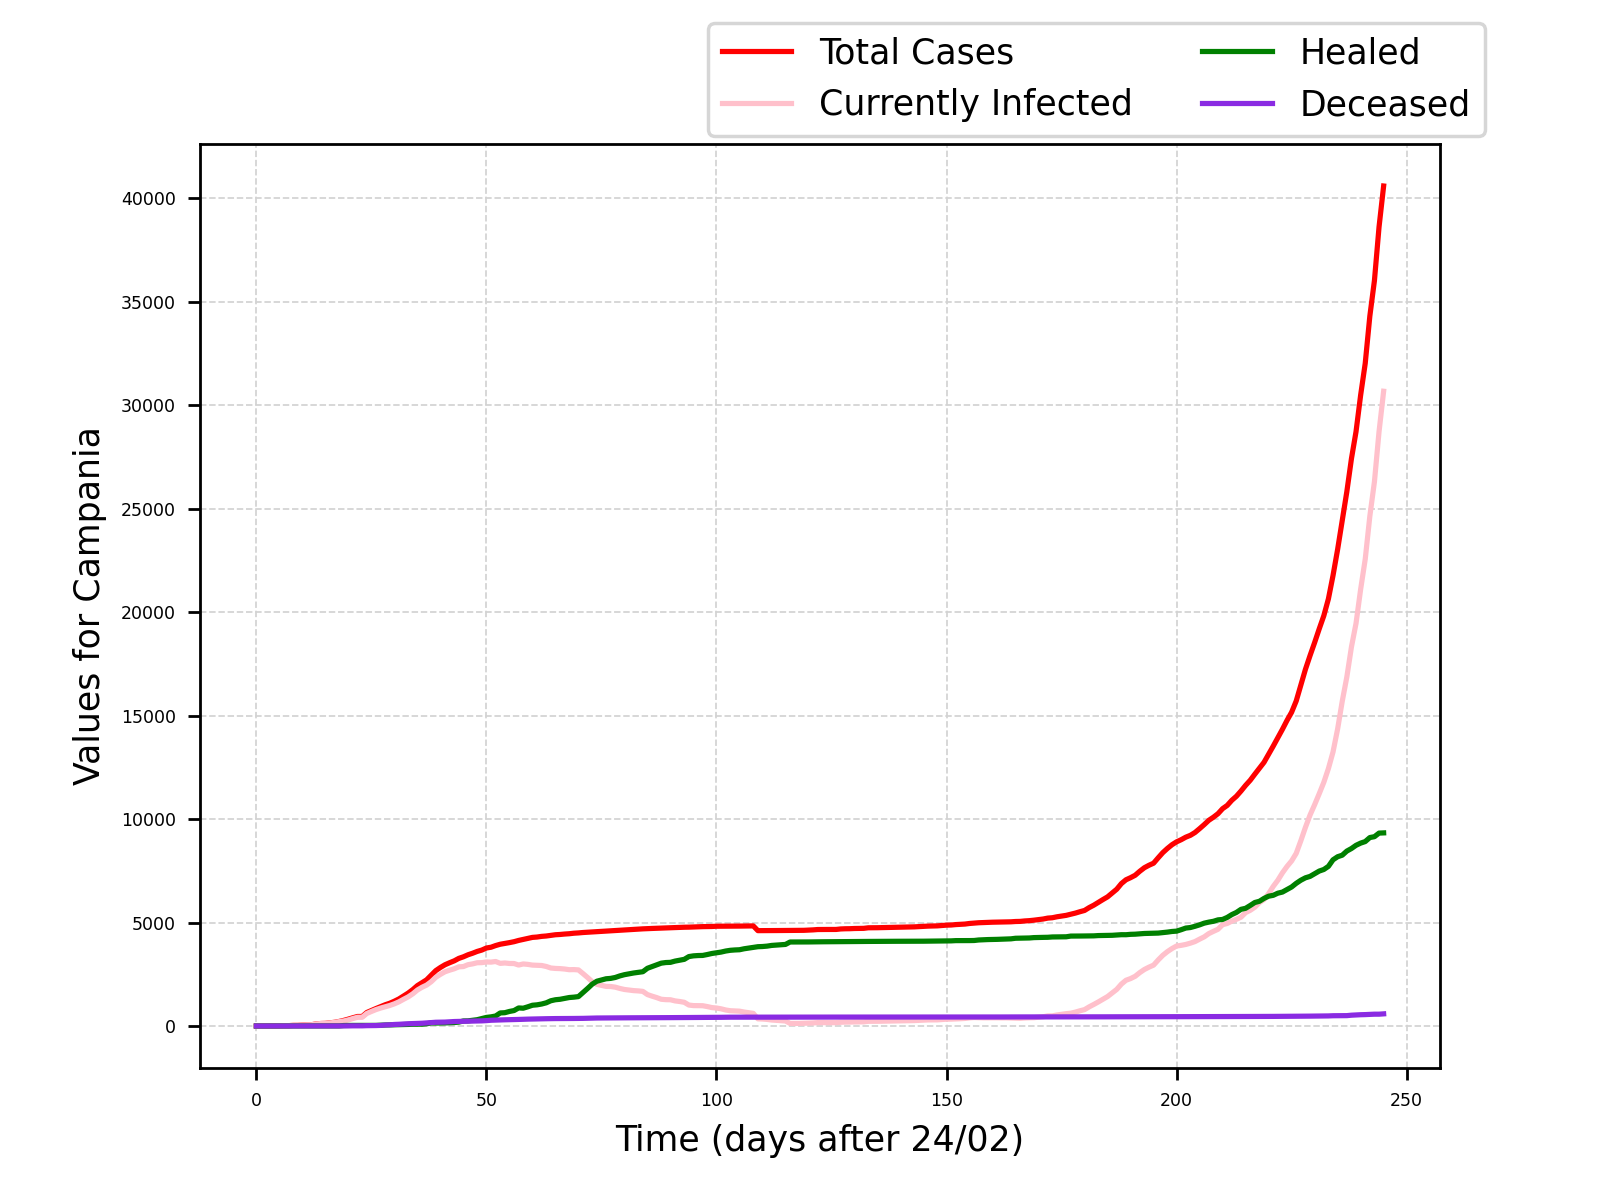 Total Cases
Currently Infected
Healed
Deceased
Values for Campania
40000
35000
30000
25000
20000
15000
10000
5000
0
0 50 100 150 200 250
Time (days after 24/02)